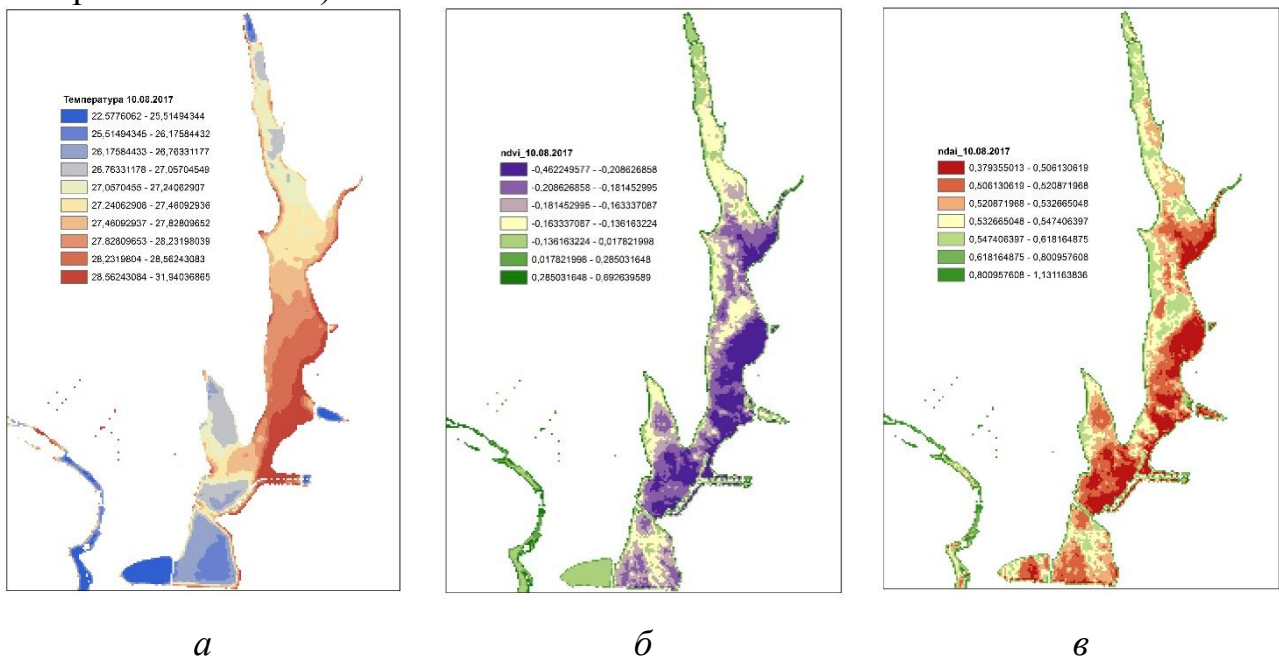 Температура 10.08.2017
22,5776062 - 25,51494344
25,51494345 - 26,17584432
26,17584433 - 26,76331177
26,76331178 - 27,05704549
27,0570455 - 27,24062907
27,24062908 - 27,46092936
27,46092937 - 27,82809652
27,82809653 - 28,23198039
28,2319804 - 28,56243083
28,56243084 - 31,94036865
ndvi_10.08.2017
-0,462249577 - -0,208626858
-0,208626858 - -0,181452995
-0,181452995 - -0,163337087
-0,163337087 - -0,136163224
-0,136163224 - 0,017821998
0,017821998 - 0,285031648
0,285031648 - 0,692639589
ndai_10.08.2017
0,379355013 - 0,506130619
0,506130619 - 0,520871968
0,520871968 - 0,532665048
0,532665048 - 0,547406397
0,547406397 - 0,618164875
0,618164875 - 0,800957608
0,800957608 - 1,131163836
а б в